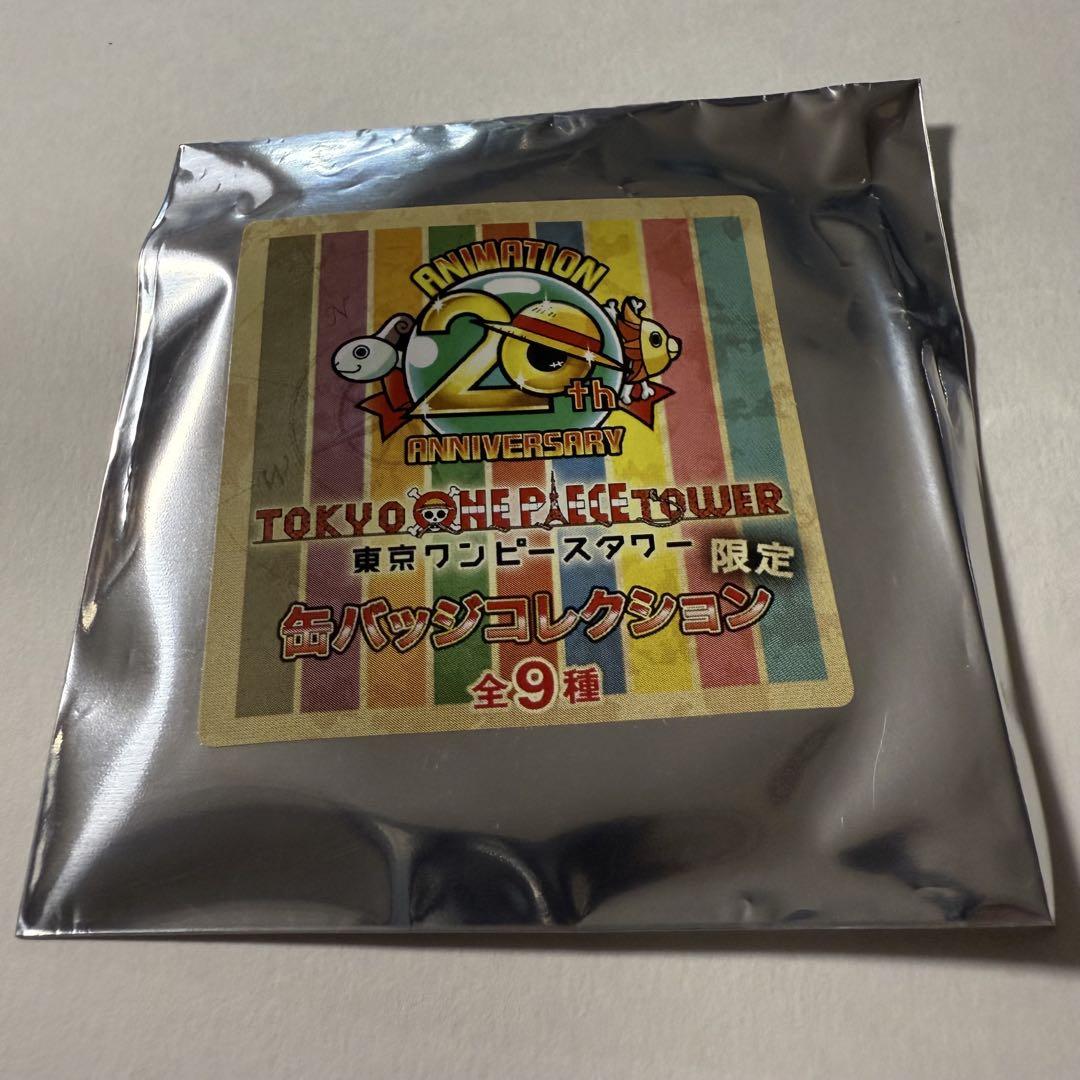 ANIMATION
20th
ANNIVERSARY
TOKYO ONE PIECE TOWER
東京ワンピースタワー 限定
缶バッジコレクション
全9種